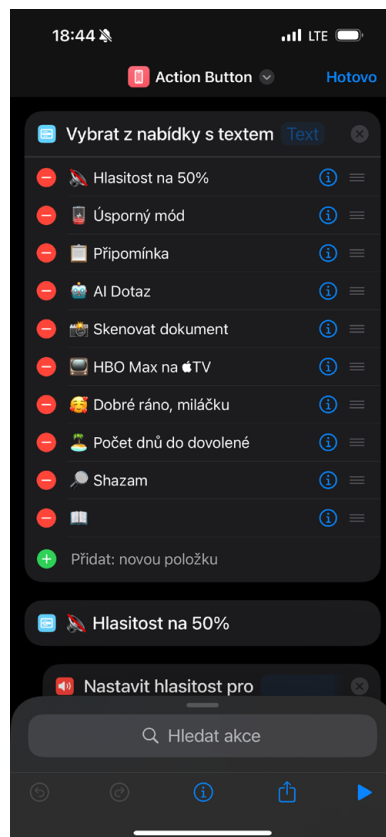 18:44 LTE
Action Button Hotovo
Vybrat z nabídky s textem Text
Hlasitost na 50%
Úsporný mód
Připomínka
AI Dotaz
Skenovat dokument
HBO Max na TV
Dobré ráno, miláčku
Počet dnů do dovolené
Shazam
Přidat: novou položku
Hlasitost na 50%
Nastavit hlasitost pro
Hledat akce